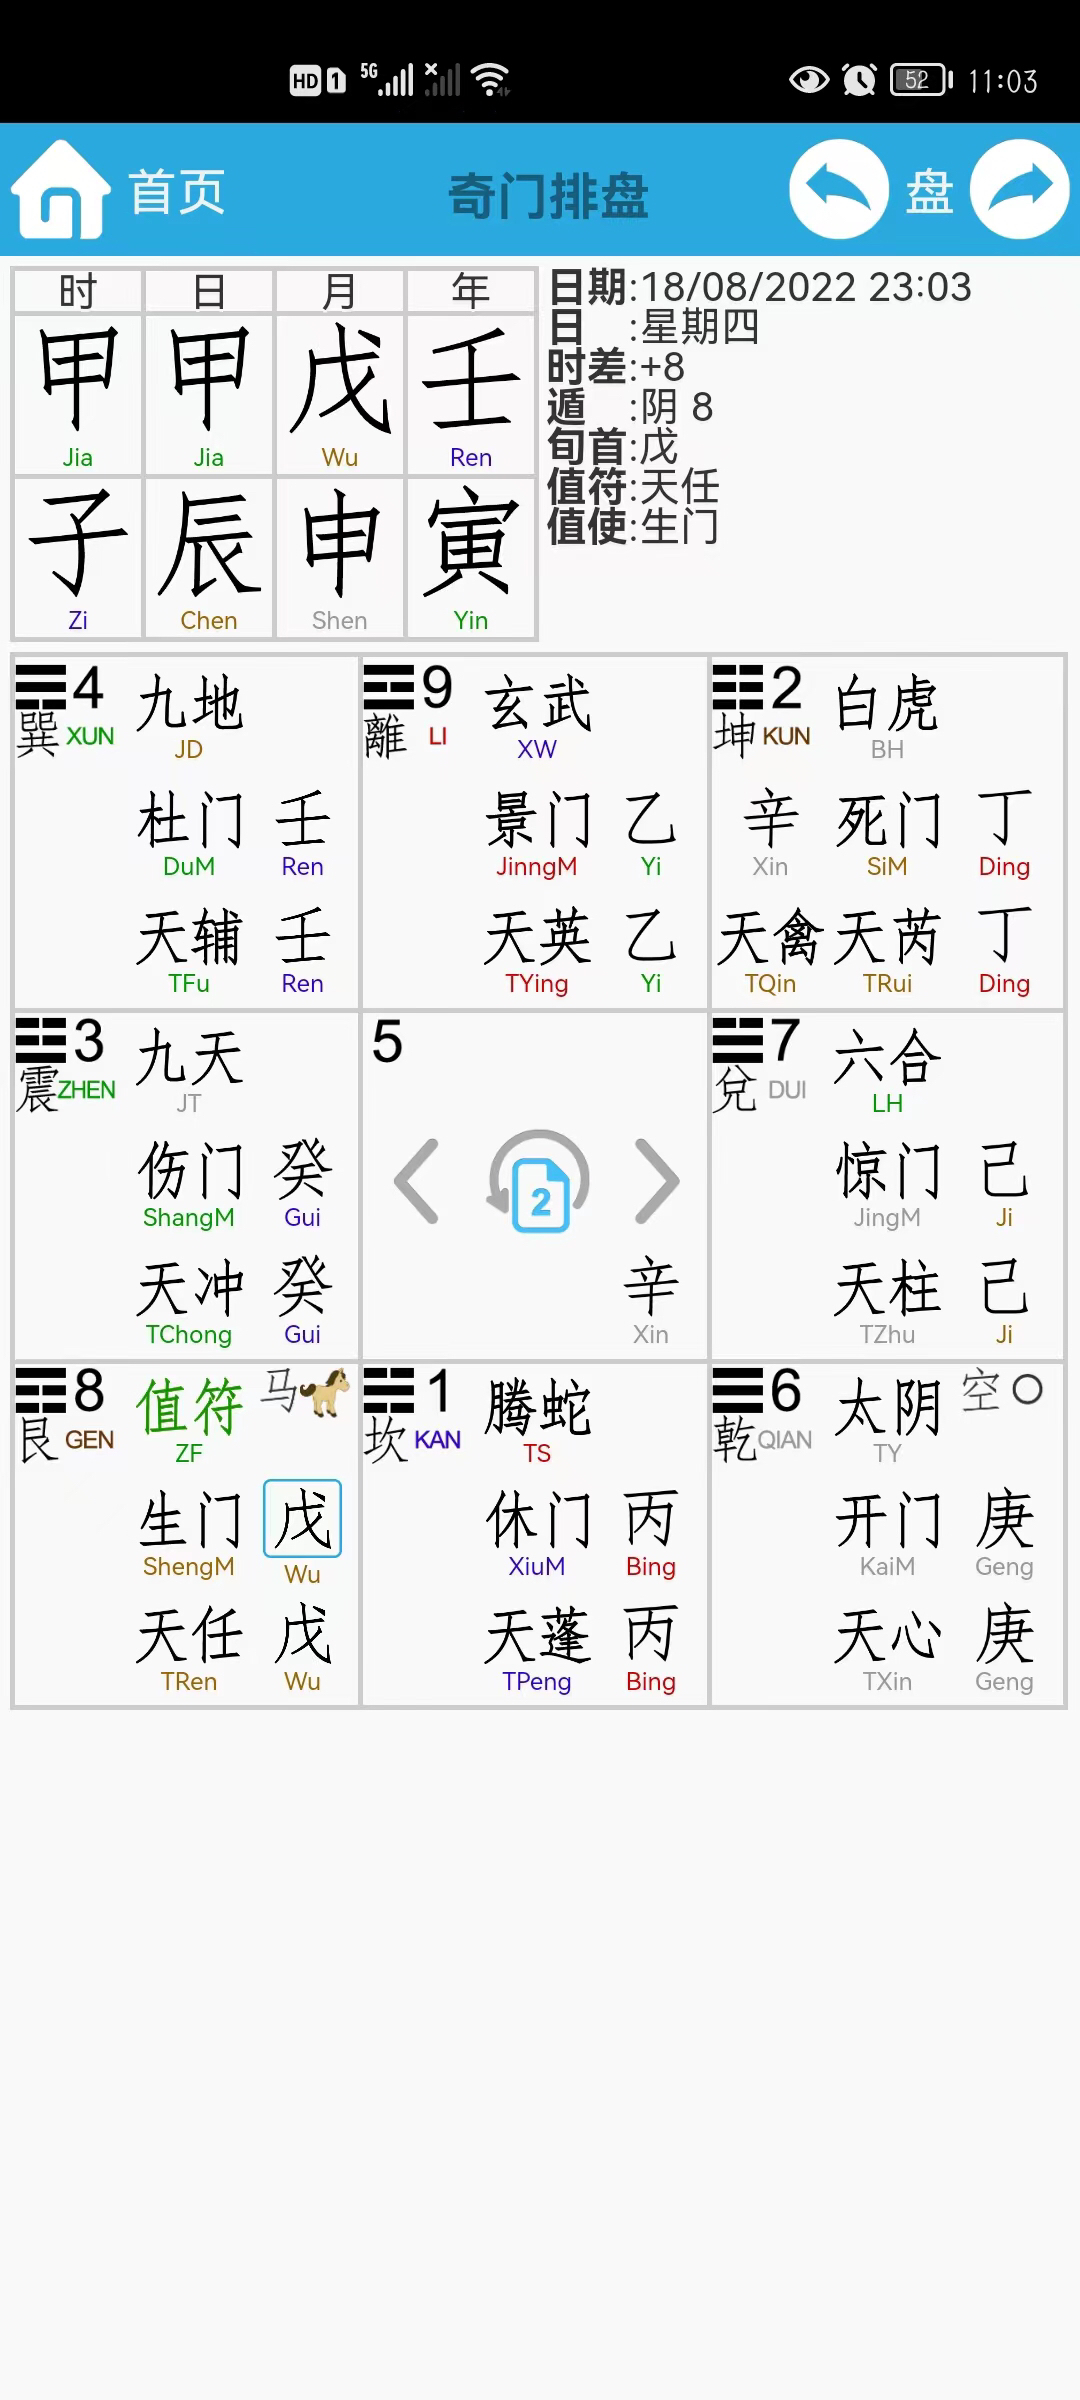 HD 1 5G 52 11:03
首页 奇门排盘 盘
时 日 月 年
甲 甲 戊 壬
Jia Jia Wu Ren
子 辰 申 寅
Zi Chen Shen Yin
日期:18/08/2022 23:03
日 :星期四
时差:+8
遁 :阴 8
旬首:戊
值符:天任
值使:生门
4 九地 9 玄武 2 白虎
巽 XUN JD 離 LI XW 坤 KUN BH
杜门 壬 景门 乙 辛 死门 丁
DuM Ren JinngM Yi Xin SiM Ding
天辅 壬 天英 乙 天禽 天芮 丁
TFu Ren TYing Yi TQin TRui Ding
3 九天 5 7 六合
震 ZHEN JT 兌 DUI LH
伤门 癸 2 惊门 己
ShangM Gui JingM Ji
天冲 癸 辛 天柱 己
TChong Gui Xin TZhu Ji
8 值符 马 1 腾蛇 6 太阴 空
艮 GEN ZF 坎 KAN TS 乾 QIAN TY
生门 戊 休门 丙 开门 庚
ShengM Wu XiuM Bing KaiM Geng
天任 戊 天蓬 丙 天心 庚
TRen Wu TPeng Bing TXin Geng